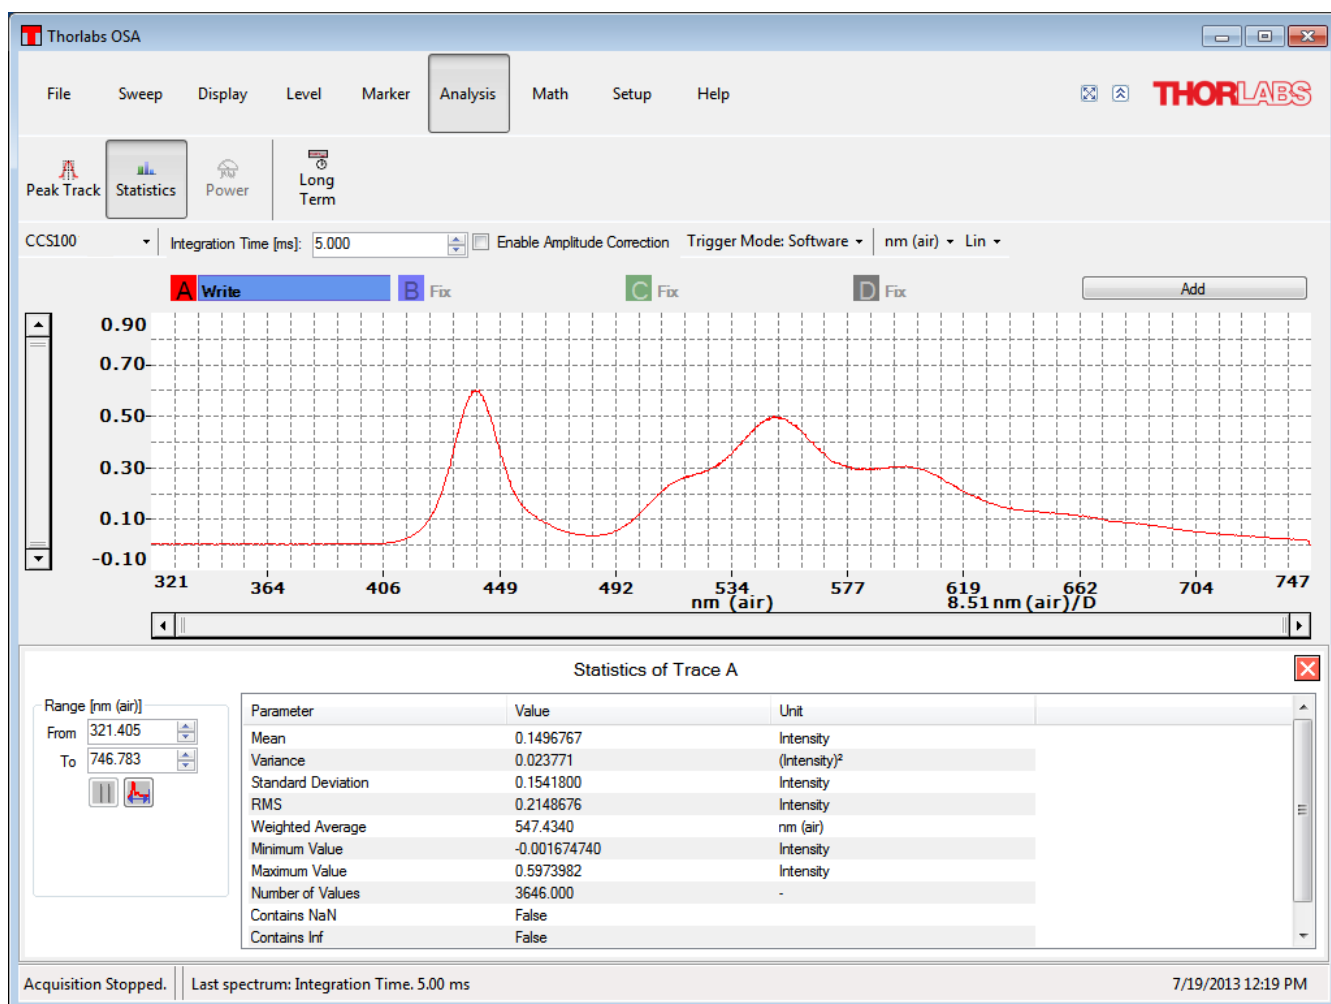 Thorlabs OSA
File Sweep Display Level Marker Analysis Math Setup Help THORLABS
Peak Track Statistics Power Long Term
CCS100 Integration Time [ms]: 5.000 Enable Amplitude Correction Trigger Mode: Software nm (air) Lin
A Write B Fix C Fix D Fix Add
0.90
0.70
0.50
0.30
0.10
-0.10
321 364 406 449 492 534 577 619 662 704 747
nm (air) 8.51 nm (air)/D
Statistics of Trace A
Range [nm (air)]
From 321.405
To 746.783
Parameter Value Unit
Mean 0.1496767 Intensity
Variance 0.023771 (Intensity)²
Standard Deviation 0.1541800 Intensity
RMS 0.2148676 Intensity
Weighted Average 547.4340 nm (air)
Minimum Value -0.001674740 Intensity
Maximum Value 0.5973982 Intensity
Number of Values 3646.000 -
Contains NaN False
Contains Inf False
Acquisition Stopped. Last spectrum: Integration Time. 5.00 ms 7/19/2013 12:19 PM